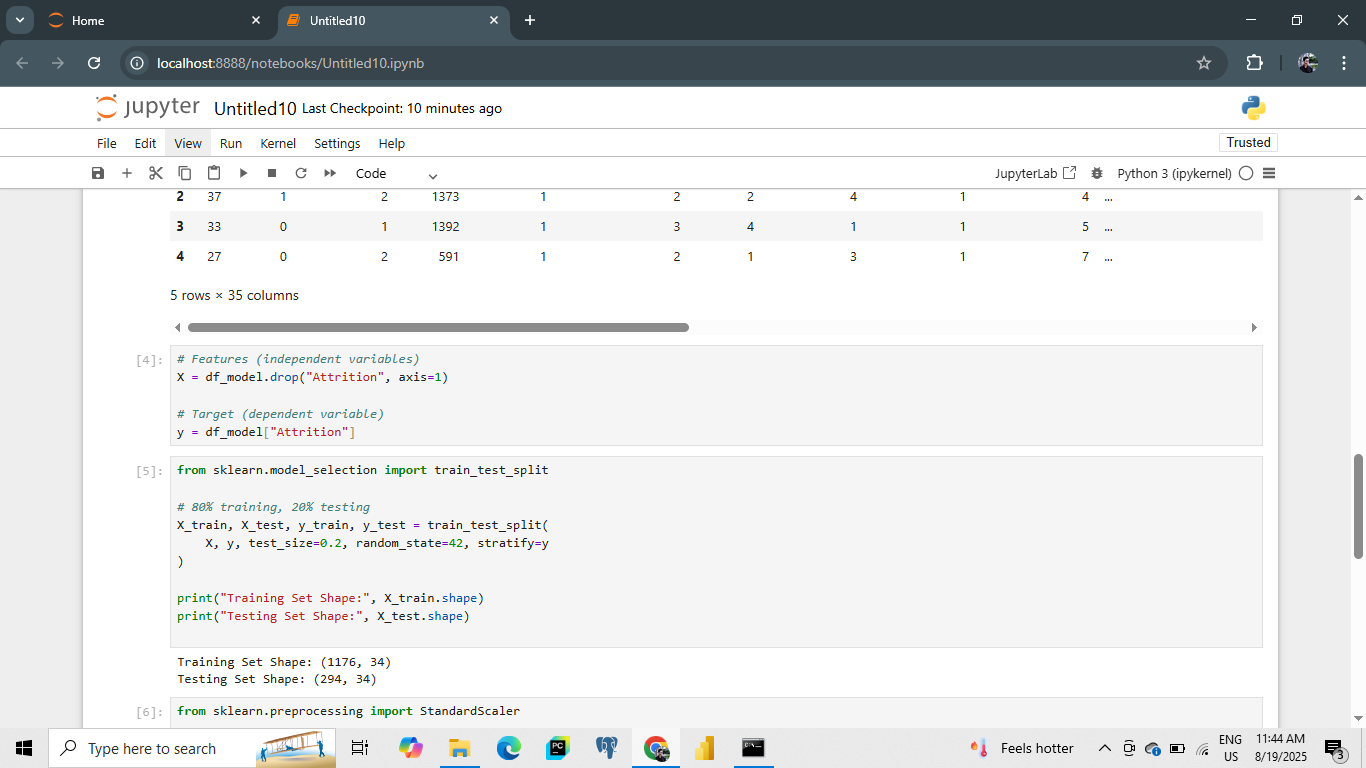 Home
Untitled10
localhost:8888/notebooks/Untitled10.ipynb
jupyter Untitled10 Last Checkpoint: 10 minutes ago
File Edit View Run Kernel Settings Help
Trusted
Code
JupyterLab Python 3 (ipykernel)
2 37 1 2 1373 1 2 2 4 1 4 ...
3 33 0 1 1392 1 3 4 1 1 5 ...
4 27 0 2 591 1 2 1 3 1 7 ...
5 rows × 35 columns
[4]:
# Features (independent variables)
X = df_model.drop("Attrition", axis=1)
# Target (dependent variable)
y = df_model["Attrition"]
[5]:
from sklearn.model_selection import train_test_split
# 80% training, 20% testing
X_train, X_test, y_train, y_test = train_test_split(
    X, y, test_size=0.2, random_state=42, stratify=y
)
print("Training Set Shape:", X_train.shape)
print("Testing Set Shape:", X_test.shape)
Training Set Shape: (1176, 34)
Testing Set Shape: (294, 34)
[6]:
from sklearn.preprocessing import StandardScaler
Type here to search
PC
Feels hotter
ENG
US
11:44 AM
8/19/2025
3